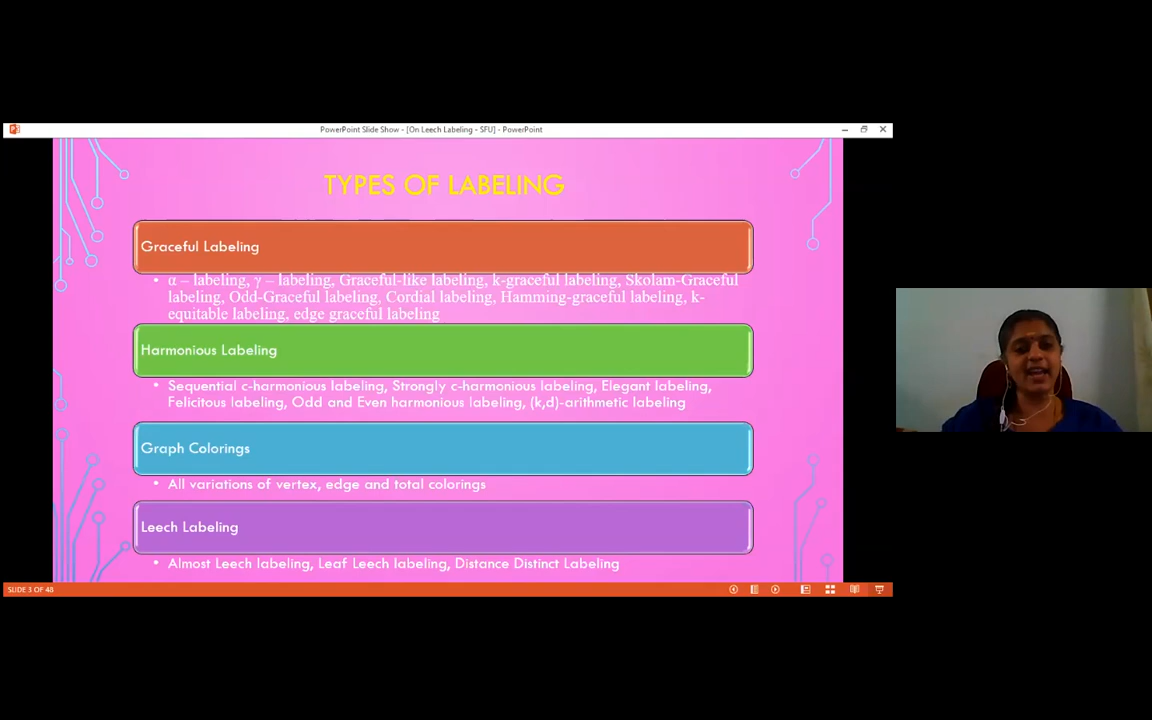 PowerPoint Slide Show - [On Leech Labeling - SFU] - PowerPoint
TYPES OF LABELING
Graceful Labeling
• α – labeling, γ – labeling, Graceful-like labeling, k-graceful labeling, Skolam-Graceful
labeling, Odd-Graceful labeling, Cordial labeling, Hamming-graceful labeling, k-
equitable labeling, edge graceful labeling
Harmonious Labeling
• Sequential c-harmonious labeling, Strongly c-harmonious labeling, Elegant labeling,
Felicitous labeling, Odd and Even harmonious labeling, (k,d)-arithmetic labeling
Graph Colorings
• All variations of vertex, edge and total colorings
Leech Labeling
• Almost Leech labeling, Leaf Leech labeling, Distance Distinct Labeling
SLIDE 3 OF 48